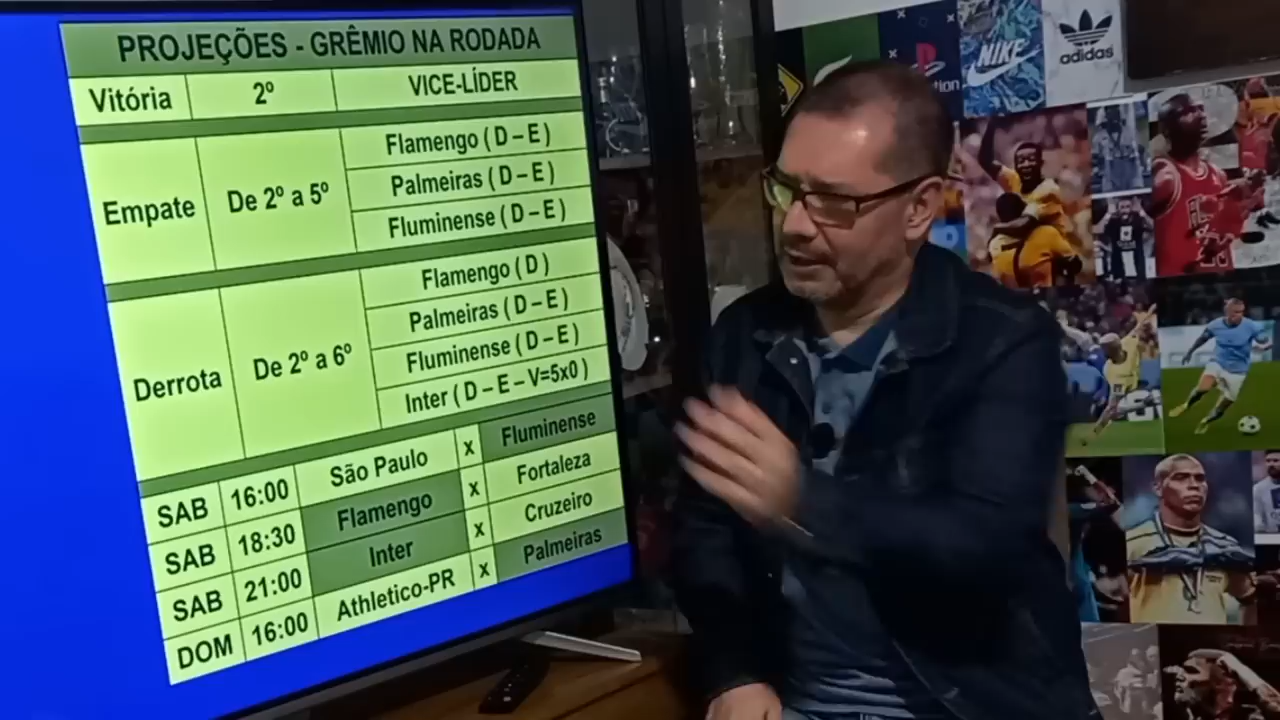 PROJEÇÕES - GRÊMIO NA RODADA
Vitória 2º VICE-LÍDER
Empate De 2º a 5º
Flamengo ( D – E )
Palmeiras ( D – E )
Fluminense ( D – E )
Derrota De 2º a 6º
Flamengo ( D )
Palmeiras ( D – E )
Fluminense ( D – E )
Inter ( D – E – V=5x0 )
SAB 16:00 São Paulo x Fluminense
SAB 18:30 Flamengo x Fortaleza
SAB 21:00 Inter x Cruzeiro
DOM 16:00 Athletico-PR x Palmeiras
NIKE
adidas